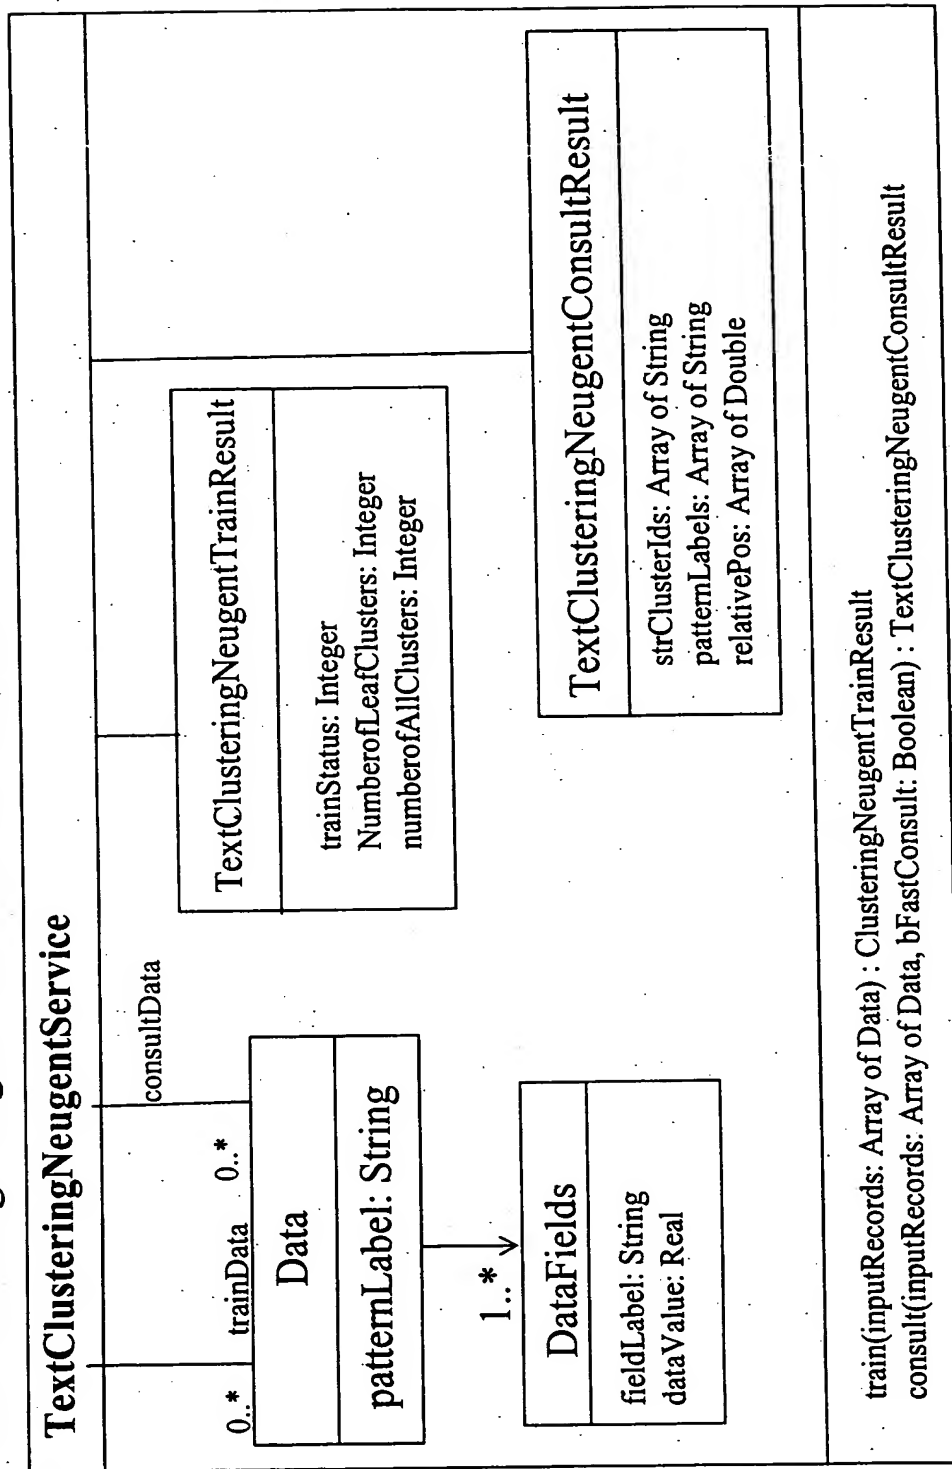 TextClusteringNeugentService
consultData
0..*
trainData
0..*
Data
patternLabel: String
1..*
DataFields
fieldLabel: String
dataValue: Real
TextClusteringNeugentTrainResult
trainStatus: Integer
NumberofLeafClusters: Integer
numberofAllClusters: Integer
TextClusteringNeugentConsultResult
strClusterIds: Array of String
patternLabels: Array of String
relativePos: Array of Double
train(inputRecords: Array of Data) : ClusteringNeugentTrainResult
consult(inputRecords: Array of Data, bFastConsult: Boolean) : TextClusteringNeugentConsultResult